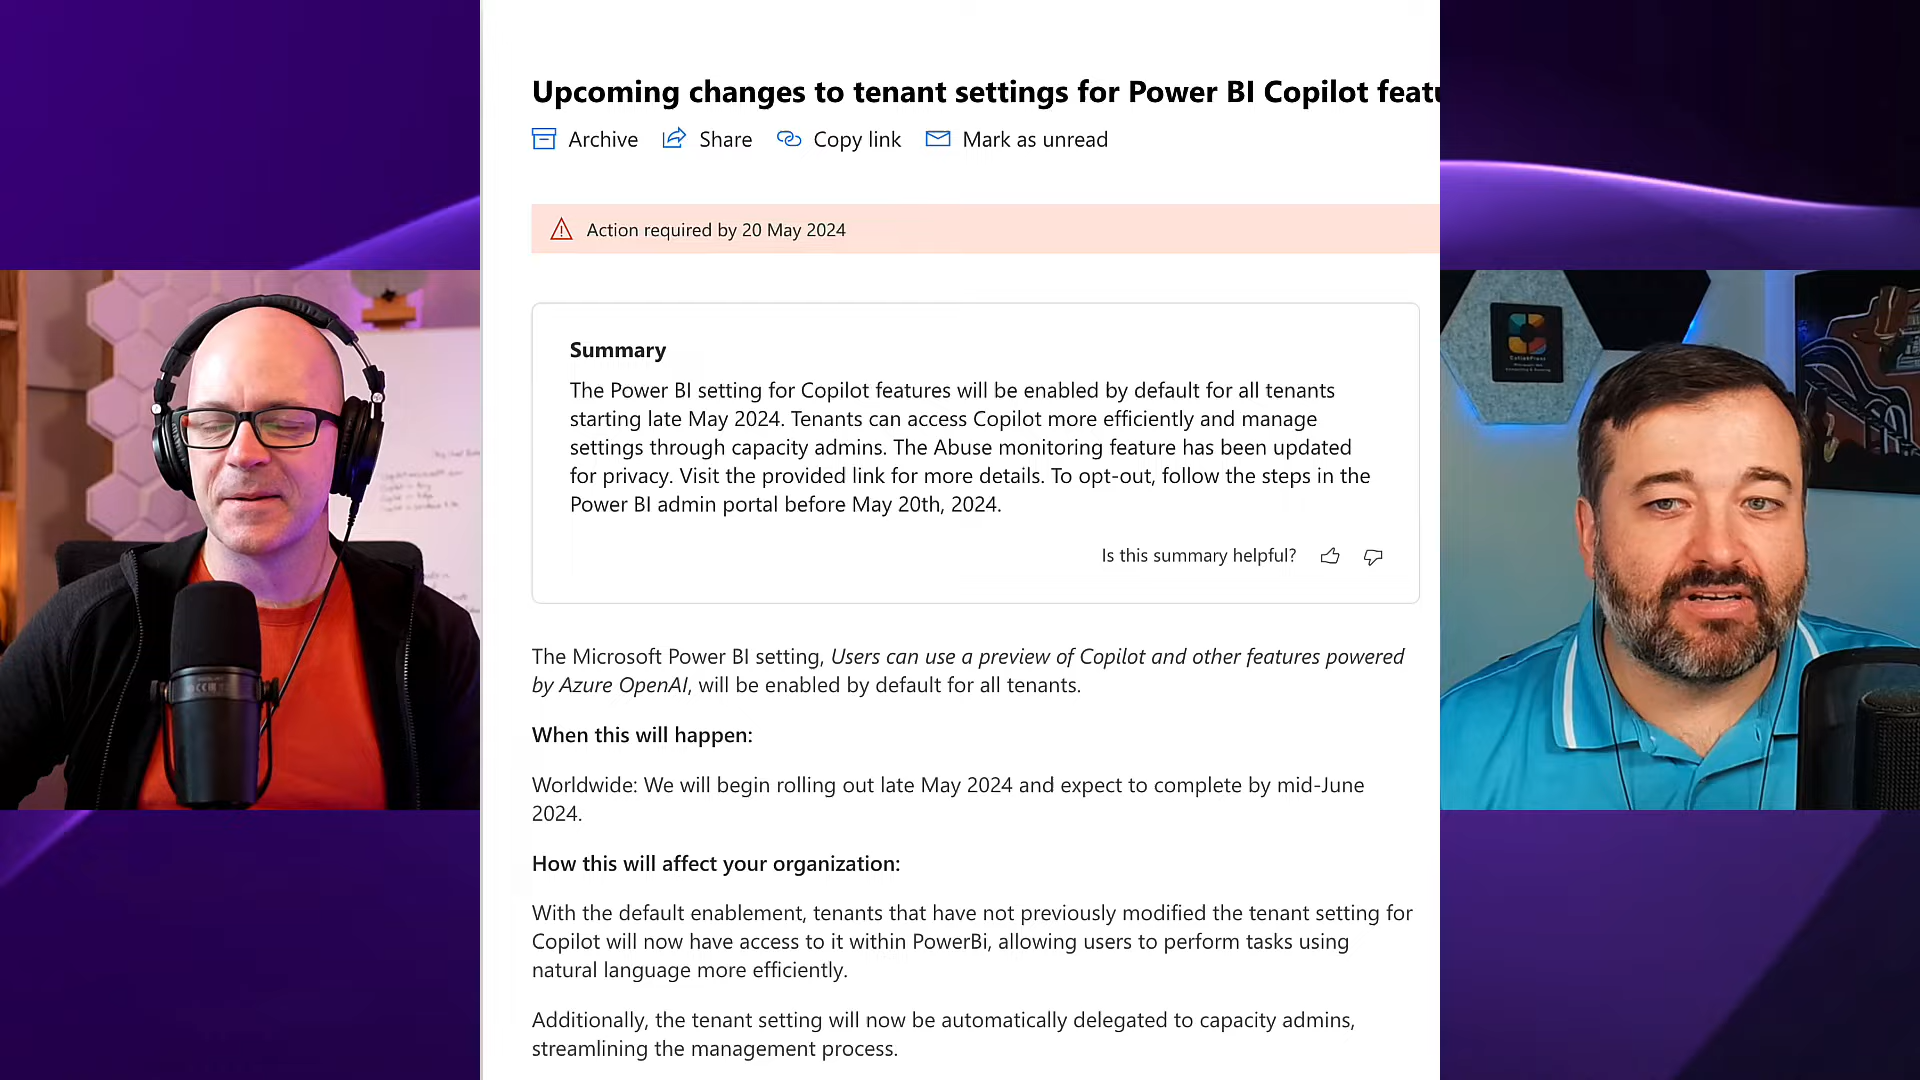 Upcoming changes to tenant settings for Power BI Copilot featu
Archive Share Copy link Mark as unread
Action required by 20 May 2024
Summary
The Power BI setting for Copilot features will be enabled by default for all tenants
starting late May 2024. Tenants can access Copilot more efficiently and manage
settings through capacity admins. The Abuse monitoring feature has been updated
for privacy. Visit the provided link for more details. To opt-out, follow the steps in the
Power BI admin portal before May 20th, 2024.
Is this summary helpful?
The Microsoft Power BI setting, Users can use a preview of Copilot and other features powered
by Azure OpenAI, will be enabled by default for all tenants.
When this will happen:
Worldwide: We will begin rolling out late May 2024 and expect to complete by mid-June
2024.
How this will affect your organization:
With the default enablement, tenants that have not previously modified the tenant setting for
Copilot will now have access to it within PowerBi, allowing users to perform tasks using
natural language more efficiently.
Additionally, the tenant setting will now be automatically delegated to capacity admins,
streamlining the management process.